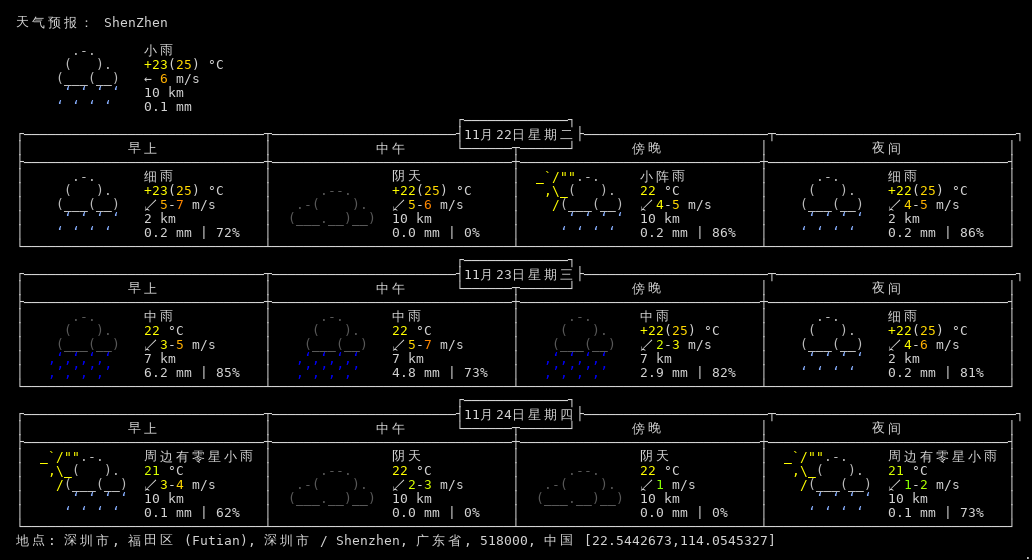 天气预报： ShenZhen
小雨
+23(25) °C
← 6 m/s
10 km
0.1 mm
11月22日星期二
早上 中午 傍晚 夜间
细雨 阴天 小阵雨 细雨
+23(25) °C +22(25) °C 22 °C +22(25) °C
↙5-7 m/s ↙5-6 m/s ↙4-5 m/s ↙4-5 m/s
2 km 10 km 10 km 2 km
0.2 mm | 72% 0.0 mm | 0% 0.2 mm | 86% 0.2 mm | 86%
11月23日星期三
早上 中午 傍晚 夜间
中雨 中雨 中雨 细雨
22 °C 22 °C +22(25) °C +22(25) °C
↙3-5 m/s ↙5-7 m/s ↙2-3 m/s ↙4-6 m/s
7 km 7 km 7 km 2 km
6.2 mm | 85% 4.8 mm | 73% 2.9 mm | 82% 0.2 mm | 81%
11月24日星期四
早上 中午 傍晚 夜间
周边有零星小雨 阴天 阴天 周边有零星小雨
21 °C 22 °C 22 °C 21 °C
↙3-4 m/s ↙2-3 m/s ↙1 m/s ↙1-2 m/s
10 km 10 km 10 km 10 km
0.1 mm | 62% 0.0 mm | 0% 0.0 mm | 0% 0.1 mm | 73%
地点: 深圳市, 福田区 (Futian), 深圳市 / Shenzhen, 广东省, 518000, 中国 [22.5442673,114.0545327]